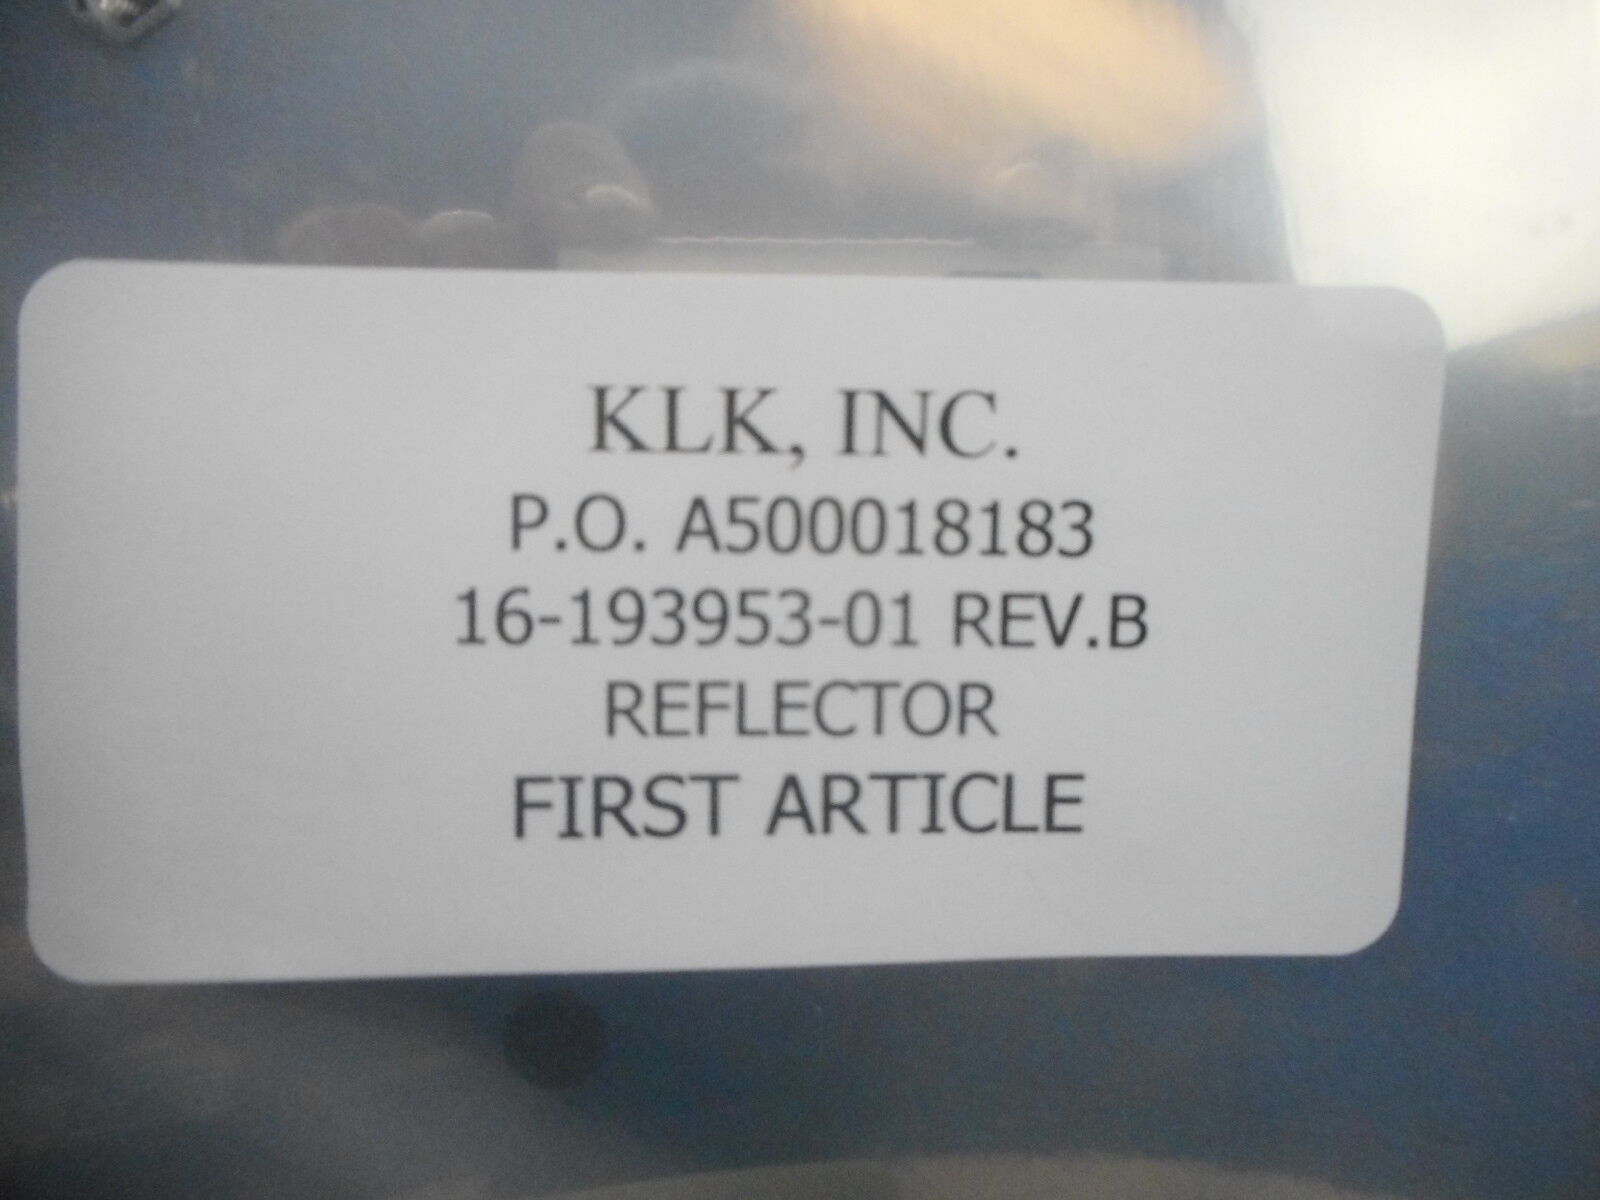 KLK, INC.
P.O. A500018183
16-193953-01 REV.B
REFLECTOR
FIRST ARTICLE